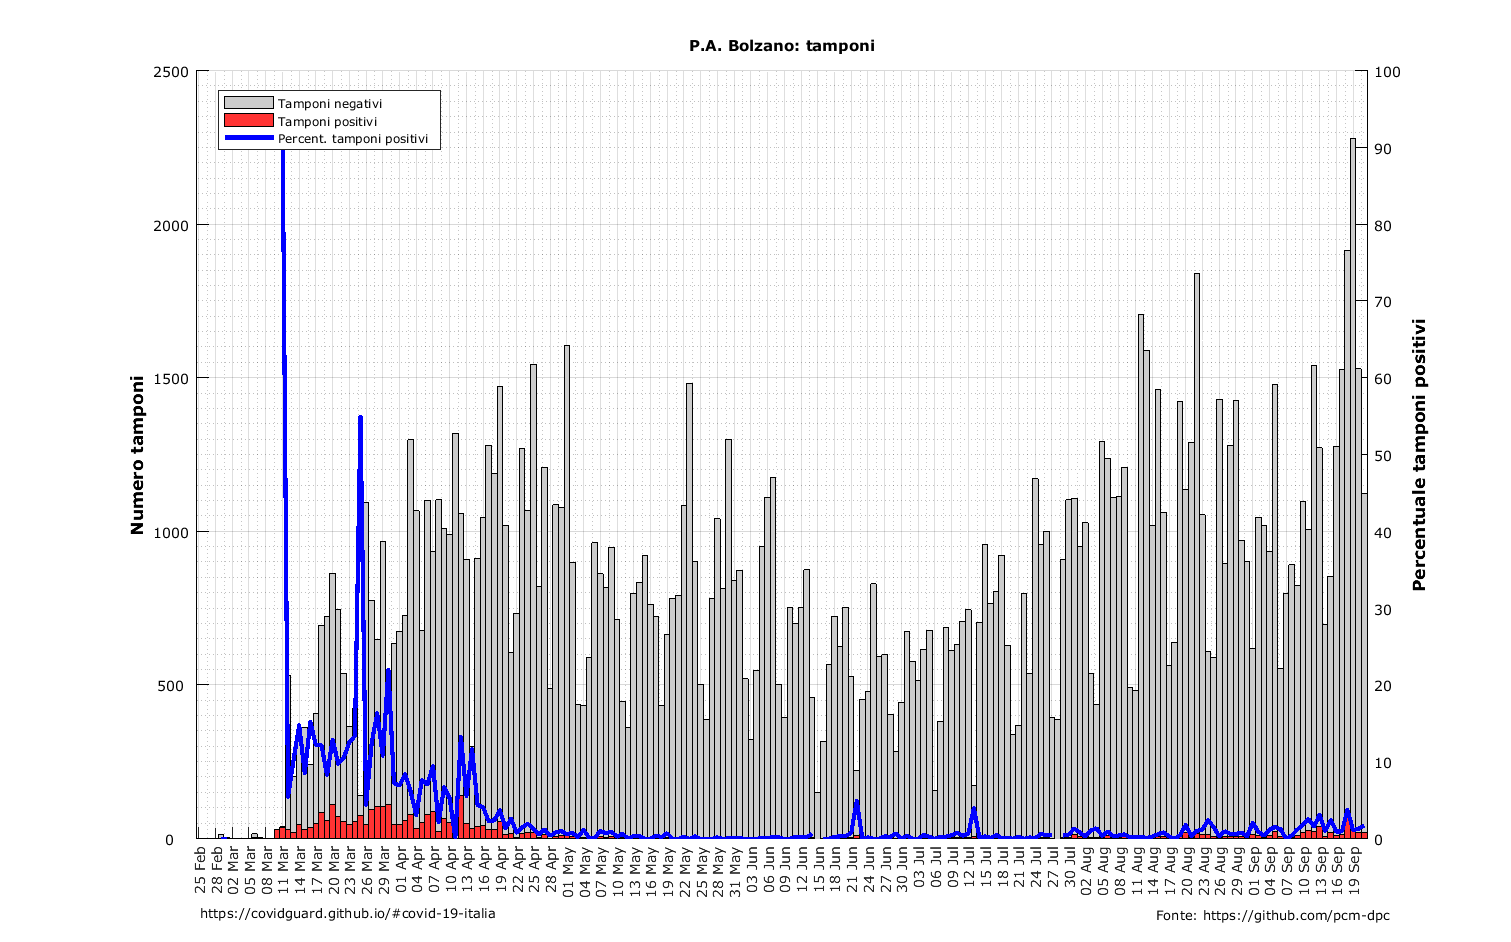 P.A. Bolzano: tamponi
Tamponi negativi
Tamponi positivi
Percent. tamponi positivi
Numero tamponi
2500
2000
1500
1000
500
0
Percentuale tamponi positivi
100
90
80
70
60
50
40
30
20
10
0
25 Feb
28 Feb
02 Mar
05 Mar
08 Mar
11 Mar
14 Mar
17 Mar
20 Mar
23 Mar
26 Mar
29 Mar
01 Apr
04 Apr
07 Apr
10 Apr
13 Apr
16 Apr
19 Apr
22 Apr
25 Apr
28 Apr
01 May
04 May
07 May
10 May
13 May
16 May
19 May
22 May
25 May
28 May
31 May
03 Jun
06 Jun
09 Jun
12 Jun
15 Jun
18 Jun
21 Jun
24 Jun
27 Jun
30 Jun
03 Jul
06 Jul
09 Jul
12 Jul
15 Jul
18 Jul
21 Jul
24 Jul
27 Jul
30 Jul
02 Aug
05 Aug
08 Aug
11 Aug
14 Aug
17 Aug
20 Aug
23 Aug
26 Aug
29 Aug
01 Sep
04 Sep
07 Sep
10 Sep
13 Sep
16 Sep
19 Sep
https://covidguard.github.io/#covid-19-italia
Fonte: https://github.com/pcm-dpc